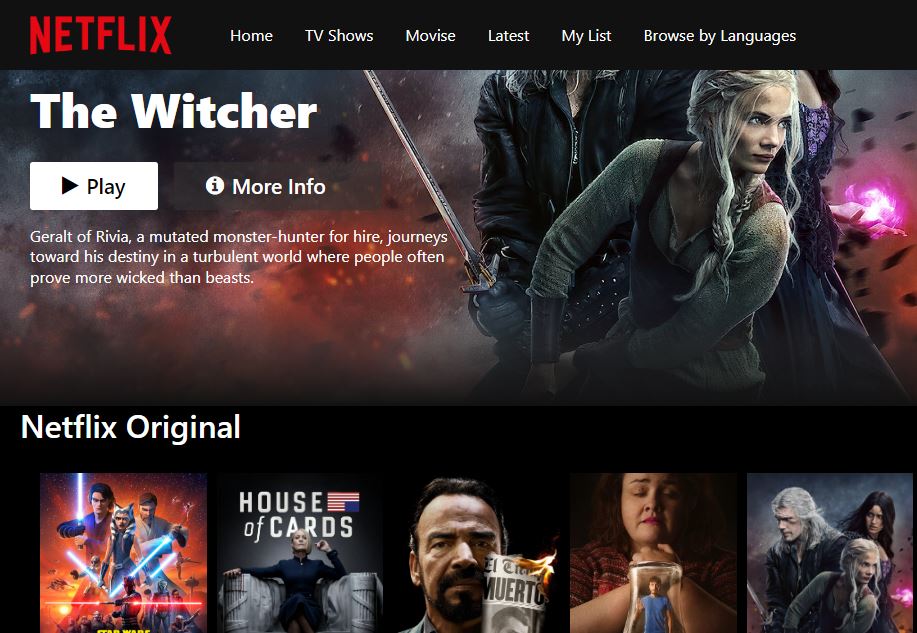 NETFLIX
Home TV Shows Movise Latest My List Browse by Languages
The Witcher
Play More Info
Geralt of Rivia, a mutated monster-hunter for hire, journeys
toward his destiny in a turbulent world where people often
prove more wicked than beasts.
Netflix Original
HOUSE
of CARDS
El
MUERTO
STAR WARS